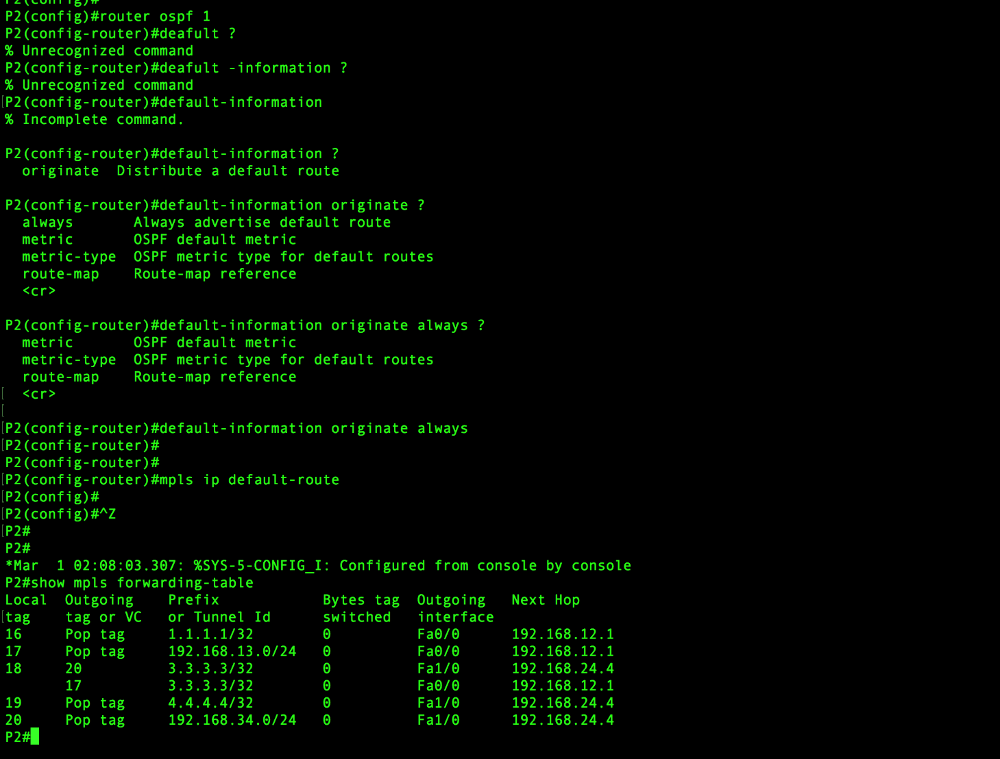 P2(config)#
P2(config)#router ospf 1
P2(config-router)#deafult ?
% Unrecognized command
P2(config-router)#deafult -information ?
% Unrecognized command
P2(config-router)#default-information
% Incomplete command.
P2(config-router)#default-information ?
  originate  Distribute a default route
P2(config-router)#default-information originate ?
  always       Always advertise default route
  metric       OSPF default metric
  metric-type  OSPF metric type for default routes
  route-map    Route-map reference
  <cr>
P2(config-router)#default-information originate always ?
  metric       OSPF default metric
  metric-type  OSPF metric type for default routes
  route-map    Route-map reference
  <cr>
P2(config-router)#default-information originate always
P2(config-router)#
P2(config-router)#
P2(config-router)#mpls ip default-route
P2(config)#
P2(config)#^Z
P2#
P2#
*Mar  1 02:08:03.307: %SYS-5-CONFIG_I: Configured from console by console
P2#show mpls forwarding-table
Local  Outgoing    Prefix            Bytes tag  Outgoing   Next Hop
tag    tag or VC   or Tunnel Id      switched   interface
16     Pop tag     1.1.1.1/32        0          Fa0/0      192.168.12.1
17     Pop tag     192.168.13.0/24   0          Fa0/0      192.168.12.1
18     20          3.3.3.3/32        0          Fa1/0      192.168.24.4
       17          3.3.3.3/32        0          Fa0/0      192.168.12.1
19     Pop tag     4.4.4.4/32        0          Fa1/0      192.168.24.4
20     Pop tag     192.168.34.0/24   0          Fa1/0      192.168.24.4
P2#